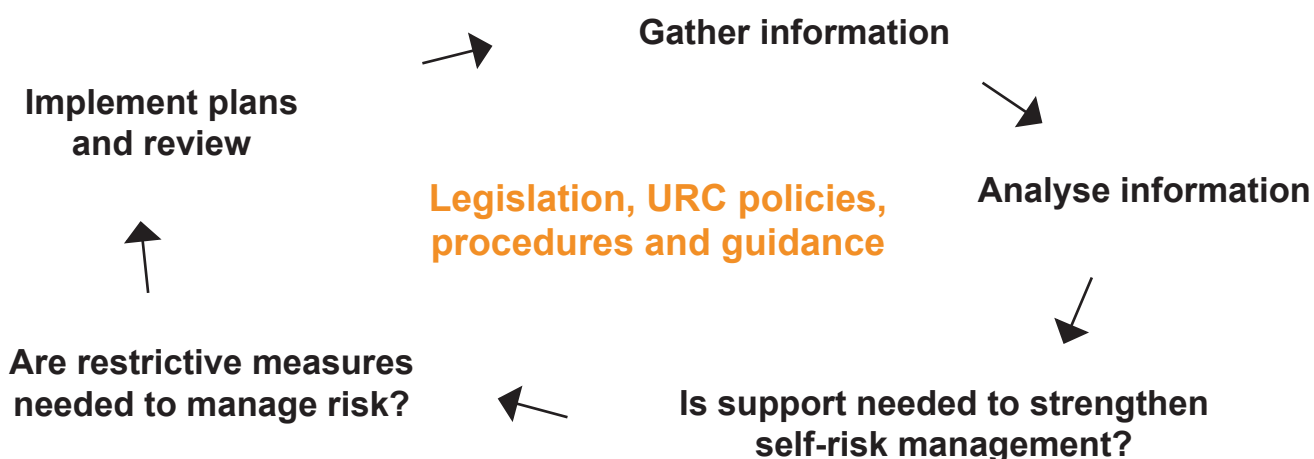 Gather information
Implement plans
and review
Analyse information
Legislation, URC policies,
procedures and guidance
Are restrictive measures
needed to manage risk?
Is support needed to strengthen
self-risk management?